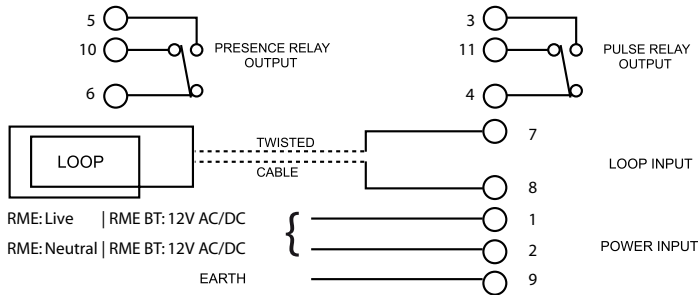 5
10
6
PRESENCE RELAY
OUTPUT
3
11
4
PULSE RELAY
OUTPUT
LOOP
TWISTED
CABLE
7
8
LOOP INPUT
RME: Live | RME BT: 12V AC/DC
RME: Neutral | RME BT: 12V AC/DC
EARTH
1
2
9
POWER INPUT